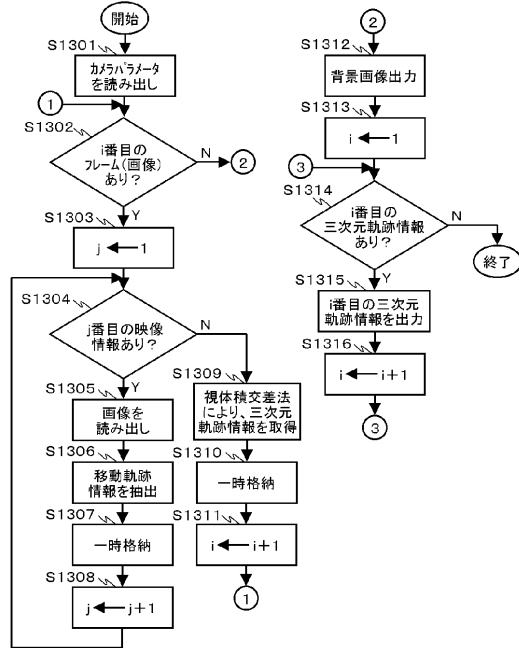 開始
S1301
カメラパラメータ
を読み出し
1
S1302
i番目の
フレーム(画像)
あり?
N
2
Y
S1303
j ← 1
S1304
j番目の映像
情報あり?
N
Y
S1305
画像を
読み出し
S1306
移動軌跡
情報を抽出
S1307
一時格納
S1308
j ← j+1
S1309
視体積交差法
により、三次元
軌跡情報を取得
S1310
一時格納
S1311
i ← i+1
1
2
S1312
背景画像出力
S1313
i ← 1
3
S1314
i番目の
三次元軌跡情報
あり?
N
終了
Y
S1315
i番目の三次元
軌跡情報を出力
S1316
i ← i+1
3